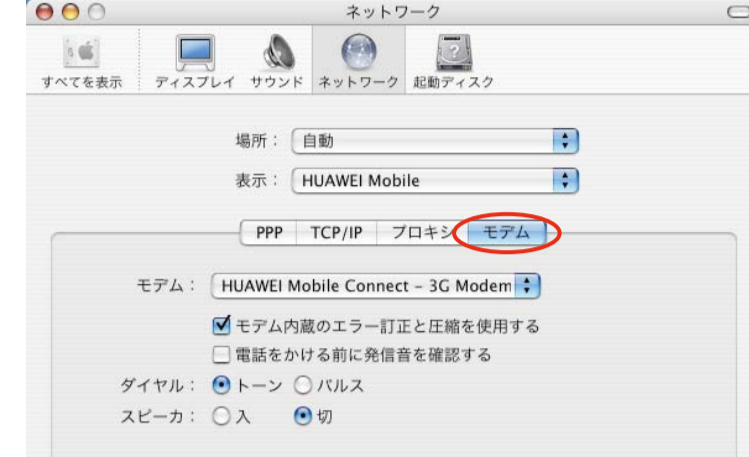 ネットワーク
すべてを表示 ディスプレイ サウンド ネットワーク 起動ディスク
場所： 自動
表示： HUAWEI Mobile
PPP TCP/IP プロキシ モデム
モデム： HUAWEI Mobile Connect – 3G Modem
モデム内蔵のエラー訂正と圧縮を使用する
電話をかける前に発信音を確認する
ダイヤル： トーン パルス
スピーカ： 入 切